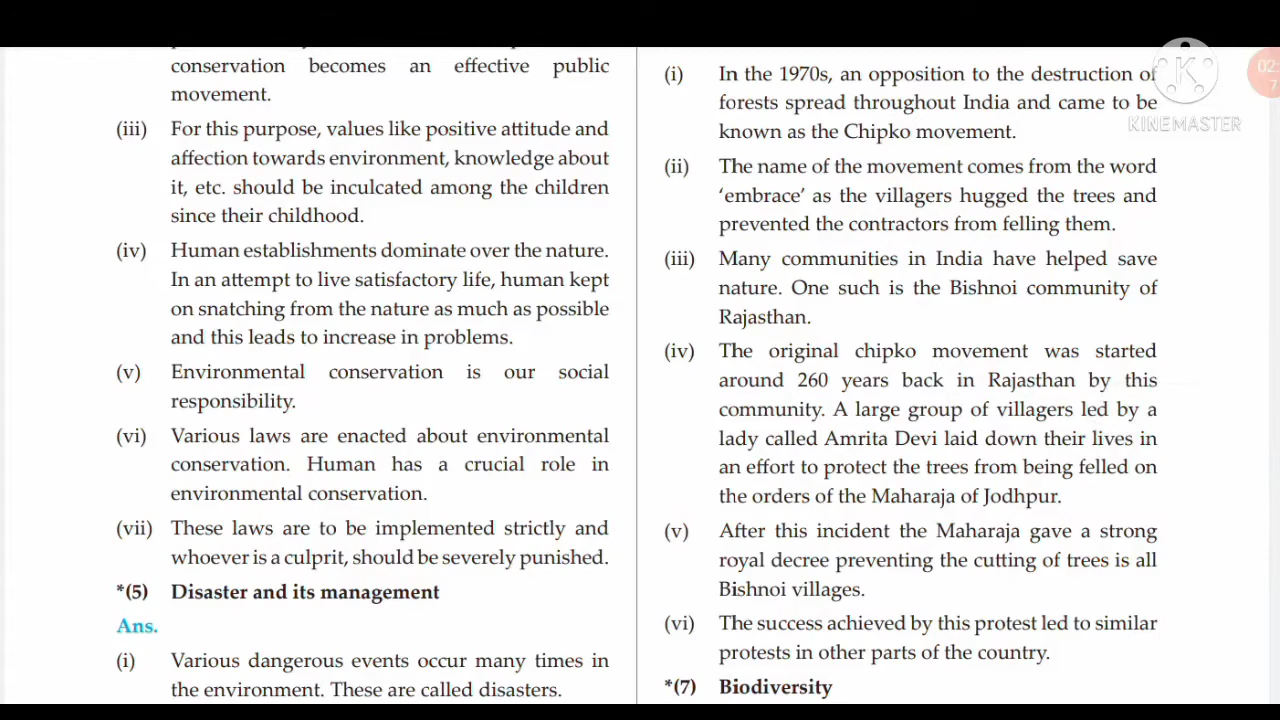 conservation becomes an effective public
movement.
(iii) For this purpose, values like positive attitude and
affection towards environment, knowledge about
it, etc. should be inculcated among the children
since their childhood.
(iv) Human establishments dominate over the nature.
In an attempt to live satisfactory life, human kept
on snatching from the nature as much as possible
and this leads to increase in problems.
(v) Environmental conservation is our social
responsibility.
(vi) Various laws are enacted about environmental
conservation. Human has a crucial role in
environmental conservation.
(vii) These laws are to be implemented strictly and
whoever is a culprit, should be severely punished.
*(5) Disaster and its management
Ans.
(i) Various dangerous events occur many times in
the environment. These are called disasters.
(i) In the 1970s, an opposition to the destruction of
forests spread throughout India and came to be
known as the Chipko movement.
(ii) The name of the movement comes from the word
‘embrace’ as the villagers hugged the trees and
prevented the contractors from felling them.
(iii) Many communities in India have helped save
nature. One such is the Bishnoi community of
Rajasthan.
(iv) The original chipko movement was started
around 260 years back in Rajasthan by this
community. A large group of villagers led by a
lady called Amrita Devi laid down their lives in
an effort to protect the trees from being felled on
the orders of the Maharaja of Jodhpur.
(v) After this incident the Maharaja gave a strong
royal decree preventing the cutting of trees is all
Bishnoi villages.
(vi) The success achieved by this protest led to similar
protests in other parts of the country.
*(7) Biodiversity
K
KINEMASTER